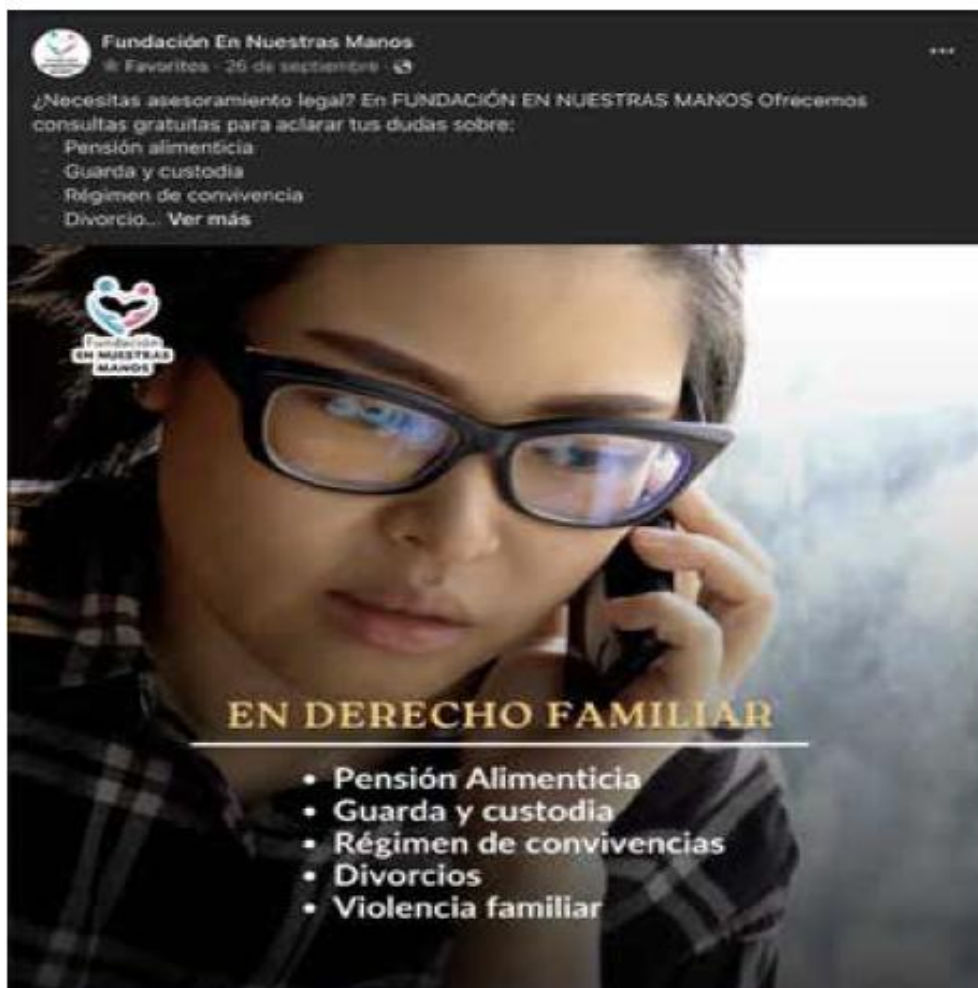 Fundación En Nuestras Manos
Favoritos · 26 de septiembre ·
¿Necesitas asesoramiento legal? En FUNDACIÓN EN NUESTRAS MANOS Ofrecemos
consultas gratuitas para aclarar tus dudas sobre:
Pensión alimenticia
Guarda y custodia
Régimen de convivencia
Divorcio... Ver más
Fundación
EN NUESTRAS
MANOS
EN DERECHO FAMILIAR
• Pensión Alimenticia
• Guarda y custodia
• Régimen de convivencias
• Divorcios
• Violencia familiar